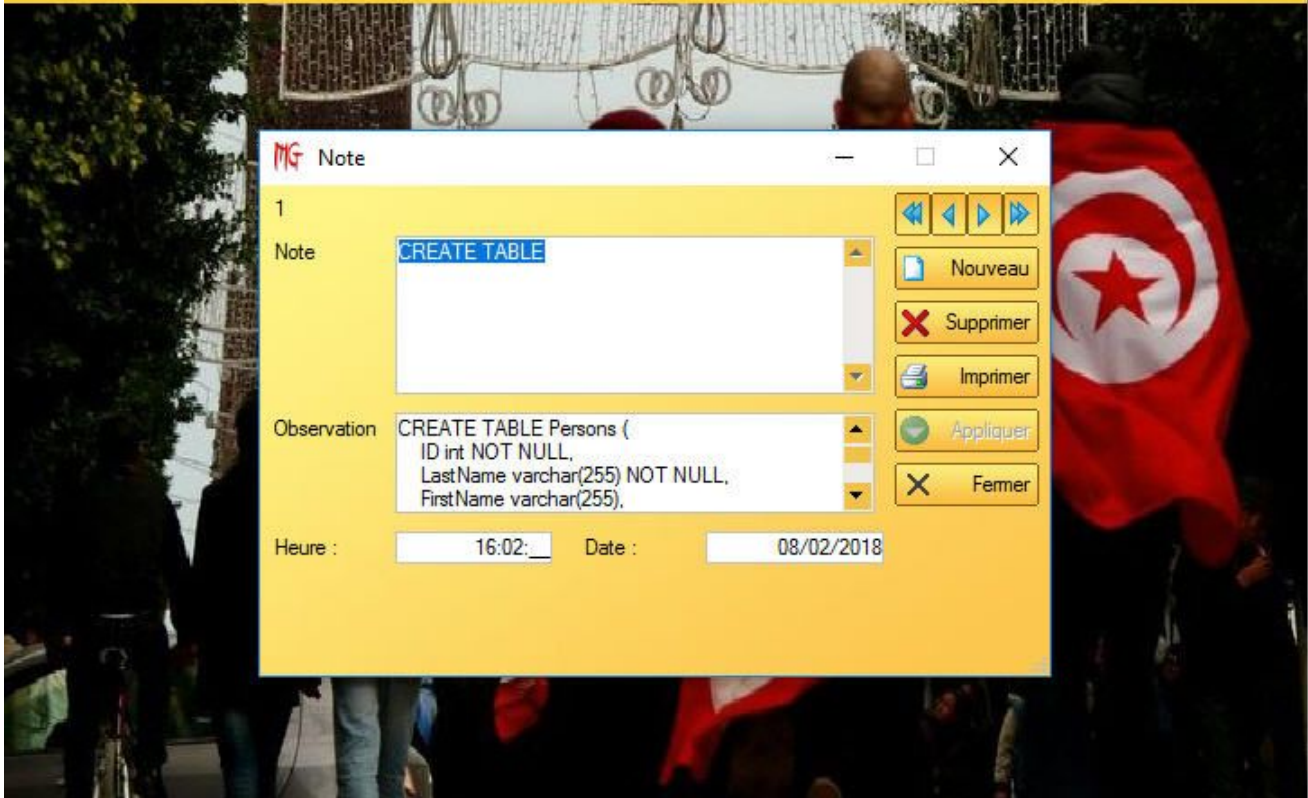 MG Note
1
Note
CREATE TABLE
Nouveau
Supprimer
Imprimer
Appliquer
Fermer
Observation
CREATE TABLE Persons (
ID int NOT NULL,
LastName varchar(255) NOT NULL,
FirstName varchar(255),
Heure : 16:02:__ Date : 08/02/2018